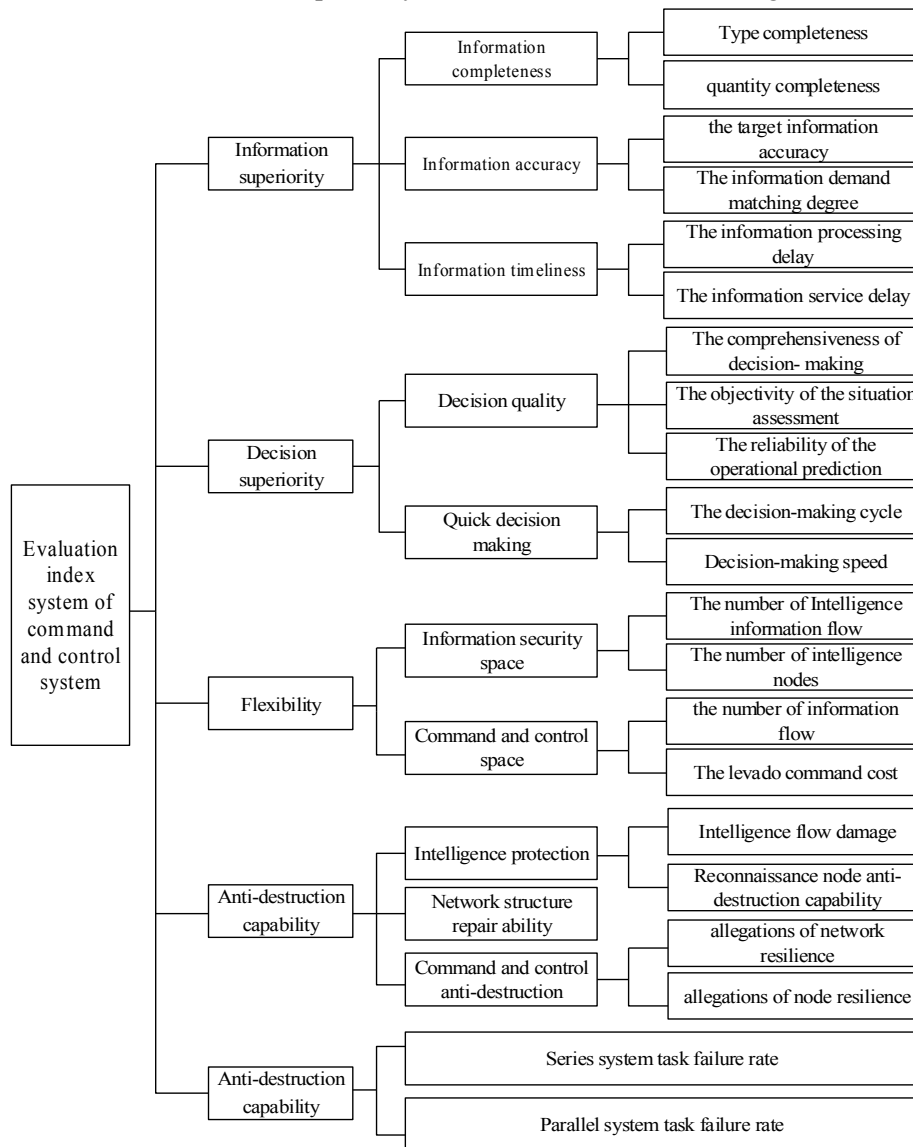 Evaluation
index
system of
command
and control
system
Information
superiority
Information
completeness
Type completeness
quantity completeness
Information accuracy
the target information
accuracy
The information demand
matching degree
Information timeliness
The information processing
delay
The information service delay
Decision
superiority
Decision quality
The comprehensiveness of
decision- making
The objectivity of the situation
assessment
The reliability of the
operational prediction
Quick decision
making
The decision-making cycle
Decision-making speed
Flexibility
Information security
space
The number of Intelligence
information flow
The number of intelligence
nodes
Command and control
space
the number of information
flow
The levado command cost
Anti-destruction
capability
Intelligence protection
Intelligence flow damage
Reconnaissance node anti-
destruction capability
Network structure
repair ability
Command and control
anti-destruction
allegations of network
resilience
allegations of node resilience
Anti-destruction
capability
Series system task failure rate
Parallel system task failure rate